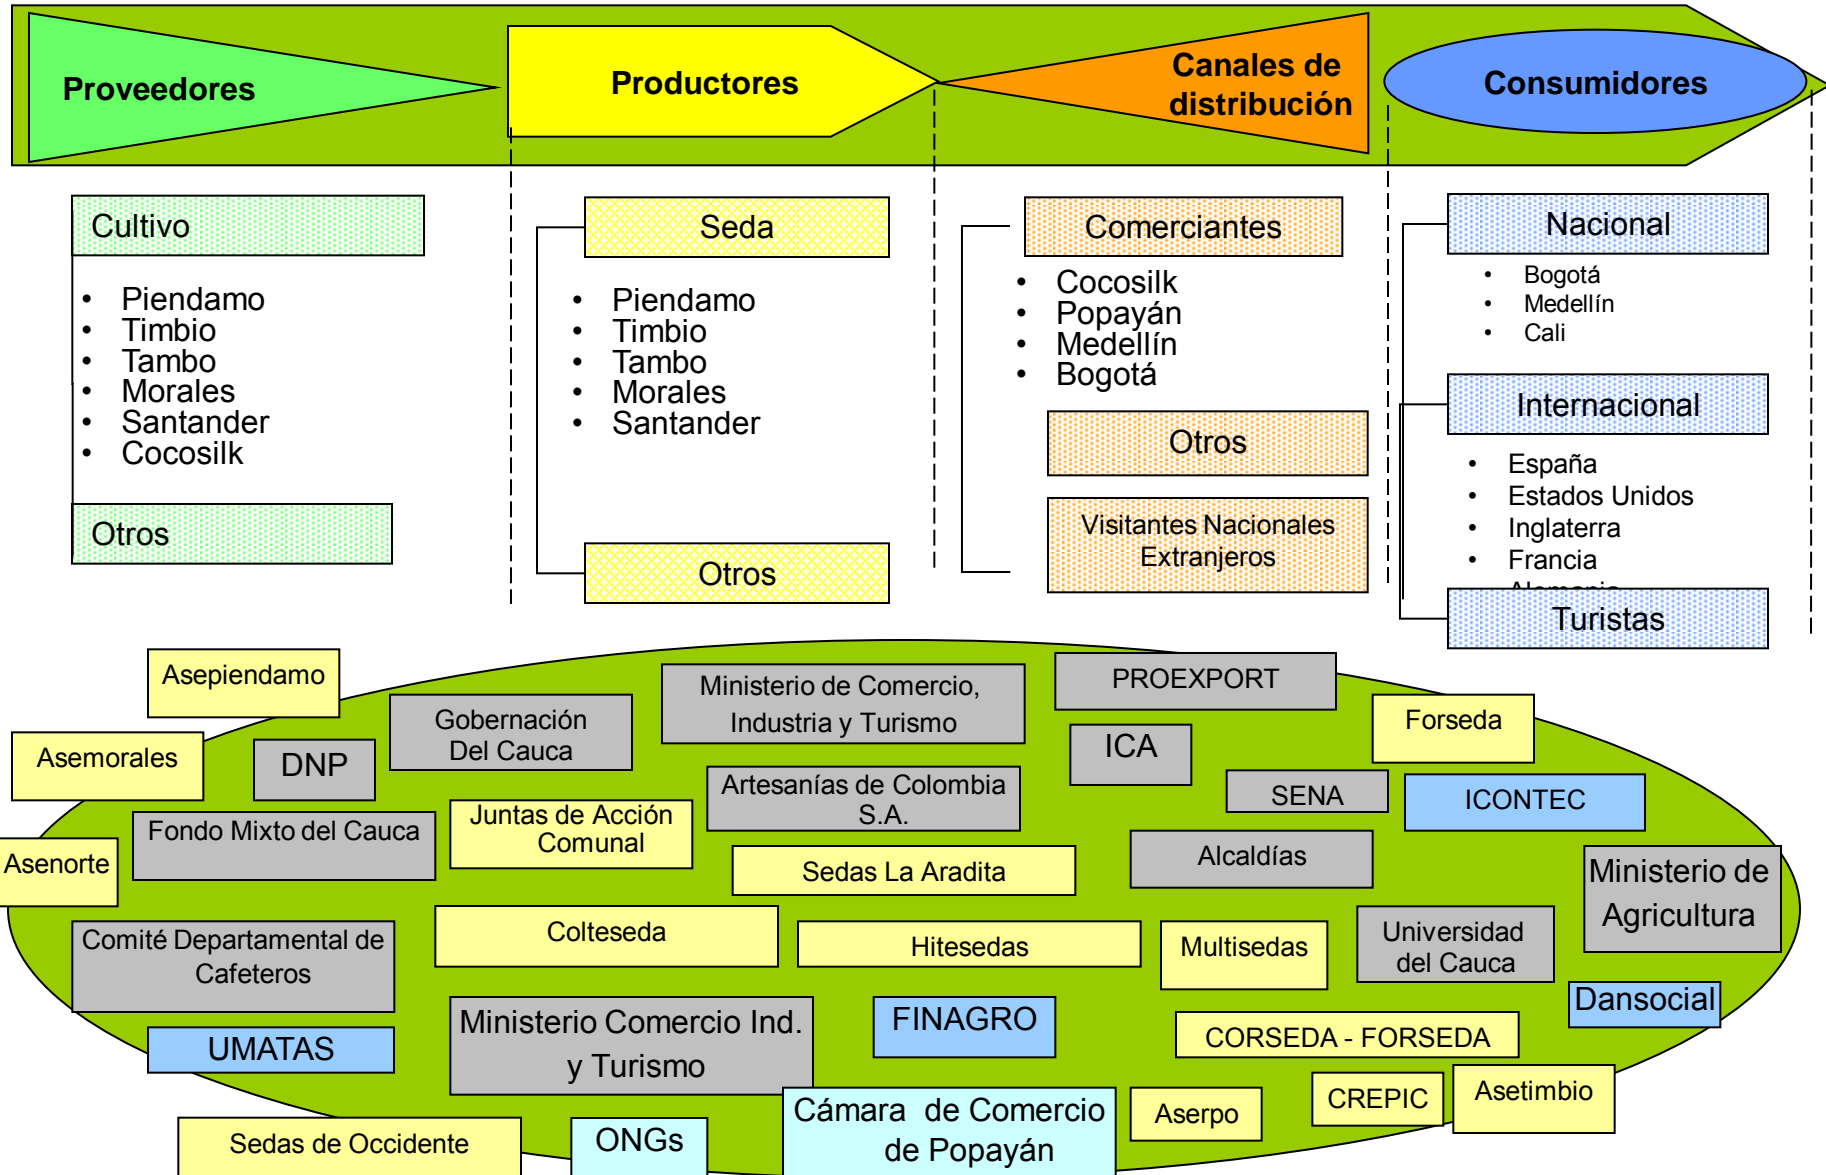 Proveedores
Productores
Canales de
distribución
Consumidores
Cultivo
• Piendamo
• Timbio
• Tambo
• Morales
• Santander
• Cocosilk
Otros
Seda
• Piendamo
• Timbio
• Tambo
• Morales
• Santander
Otros
Comerciantes
• Cocosilk
• Popayán
• Medellín
• Bogotá
Otros
Visitantes Nacionales
Extranjeros
Nacional
• Bogotá
• Medellín
• Cali
Internacional
• España
• Estados Unidos
• Inglaterra
• Francia
Turistas
Asepiendamo
Ministerio de Comercio,
Industria y Turismo
PROEXPORT
Forseda
Gobernación
Del Cauca
Asemorales
DNP
ICA
Artesanías de Colombia
S.A.
SENA
ICONTEC
Fondo Mixto del Cauca
Juntas de Acción
Comunal
Asenorte
Sedas La Aradita
Alcaldías
Ministerio de
Agricultura
Comité Departamental de
Cafeteros
Colteseda
Hitesedas
Multisedas
Universidad
del Cauca
Dansocial
UMATAS
Ministerio Comercio Ind.
y Turismo
FINAGRO
CORSEDA - FORSEDA
Sedas de Occidente
ONGs
Cámara de Comercio
de Popayán
Aserpo
CREPIC
Asetimbio